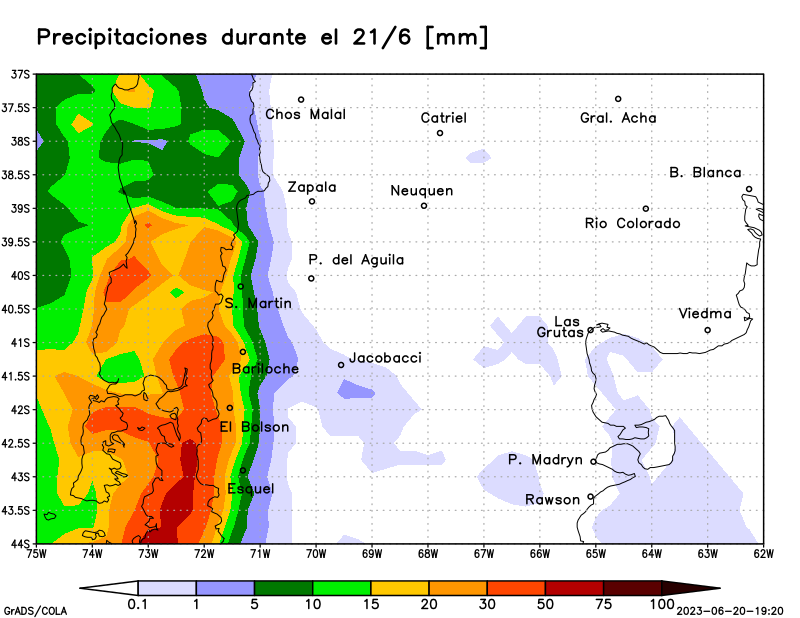 Precipitaciones durante el 21/6 [mm]
37S
37.5S
38S
38.5S
39S
39.5S
40S
40.5S
41S
41.5S
42S
42.5S
43S
43.5S
44S
Chos Malal
Catriel
Gral. Acha
B. Blanca
Zapala
Neuquen
Rio Colorado
P. del Aguila
S. Martin
Las
Grutas
Viedma
Bariloche
Jacobacci
El Bolson
P. Madryn
Esquel
Rawson
75W 74W 73W 72W 71W 70W 69W 68W 67W 66W 65W 64W 63W 62W
0.1 1 5 10 15 20 30 50 75 100
GrADS/COLA
2023-06-20-19:20